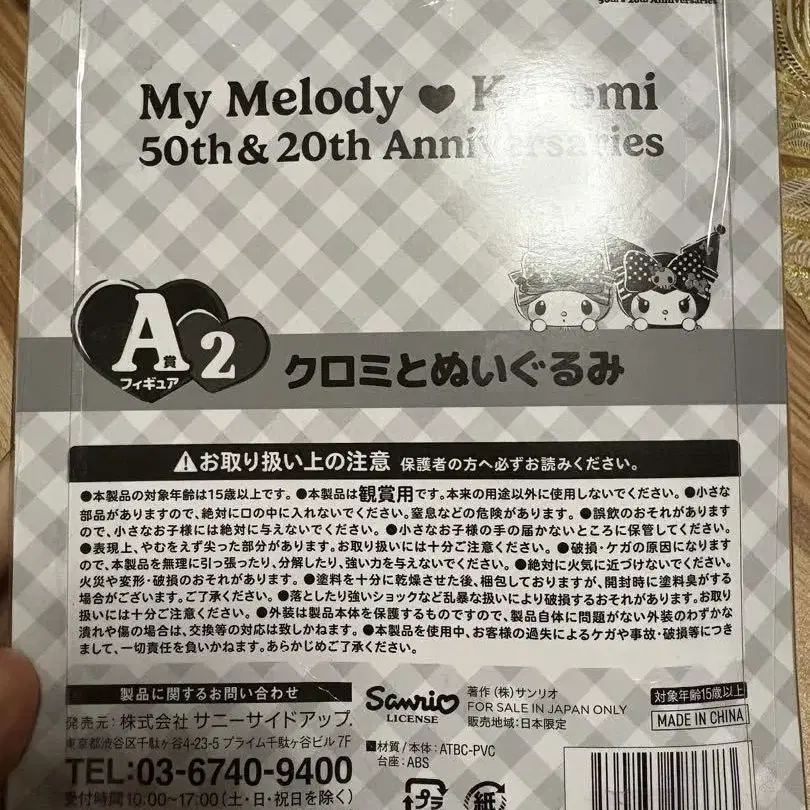 My Melody ♥ K omi
50th & 20th Anniversaries
A賞
フィギュア
2
クロミとぬいぐるみ
⚠お取り扱い上の注意 保護者の方へ必ずお読みください。
●本製品の対象年齢は15歳以上です。●本製品は観賞用です。本来の用途以外に使用しないでください。●小さな
部品がありますので、絶対に口の中に入れないでください。窒息などの危険があります。●誤飲のおそれがあります
ので、小さなお子様には絶対に与えないでください。●小さなお子様の手の届かないところに保管してください。
●表現上、やむをえず尖った部分があります。お取り扱いには十分ご注意ください。●破損・ケガの原因になります
ので、本製品を無理に引っ張ったり、分解したり、強い力を与えないでください。●絶対に火気に近づけないでください。
火災や変形・破損のおそれがあります。●塗料を十分に乾燥させた後、梱包しておりますが、開封時に塗料臭がする
場合がございます。ご了承ください。●落としたり強いショックなど乱暴な扱いにより破損するおそれがあります。お取り
扱いには十分ご注意ください。●外装は製品本体を保護するものですので、製品自体に問題がない外装のわずかな
潰れや傷の場合は、交換等の対応は致しかねます。●本製品を使用中、お客様の過失によるケガや事故・破損等につき
まして、一切責任を負いかねます。あらかじめご了承ください。
製品に関するお問い合わせ
発売元:株式会社 サニーサイドアップ.
東京都渋谷区千駄ヶ谷4-23-5 プライム千駄ヶ谷ビル 7F
TEL:03-6740-9400
受付時間 10:00~17:00(土・日・祝日を除く)
Sanrio
LICENSE
著作 (株)サンリオ
FOR SALE IN JAPAN ONLY
販売地域:日本限定
■材質/本体:ATBC-PVC
台座:ABS
プラ
紙
対象年齢15歳以上
MADE IN CHINA